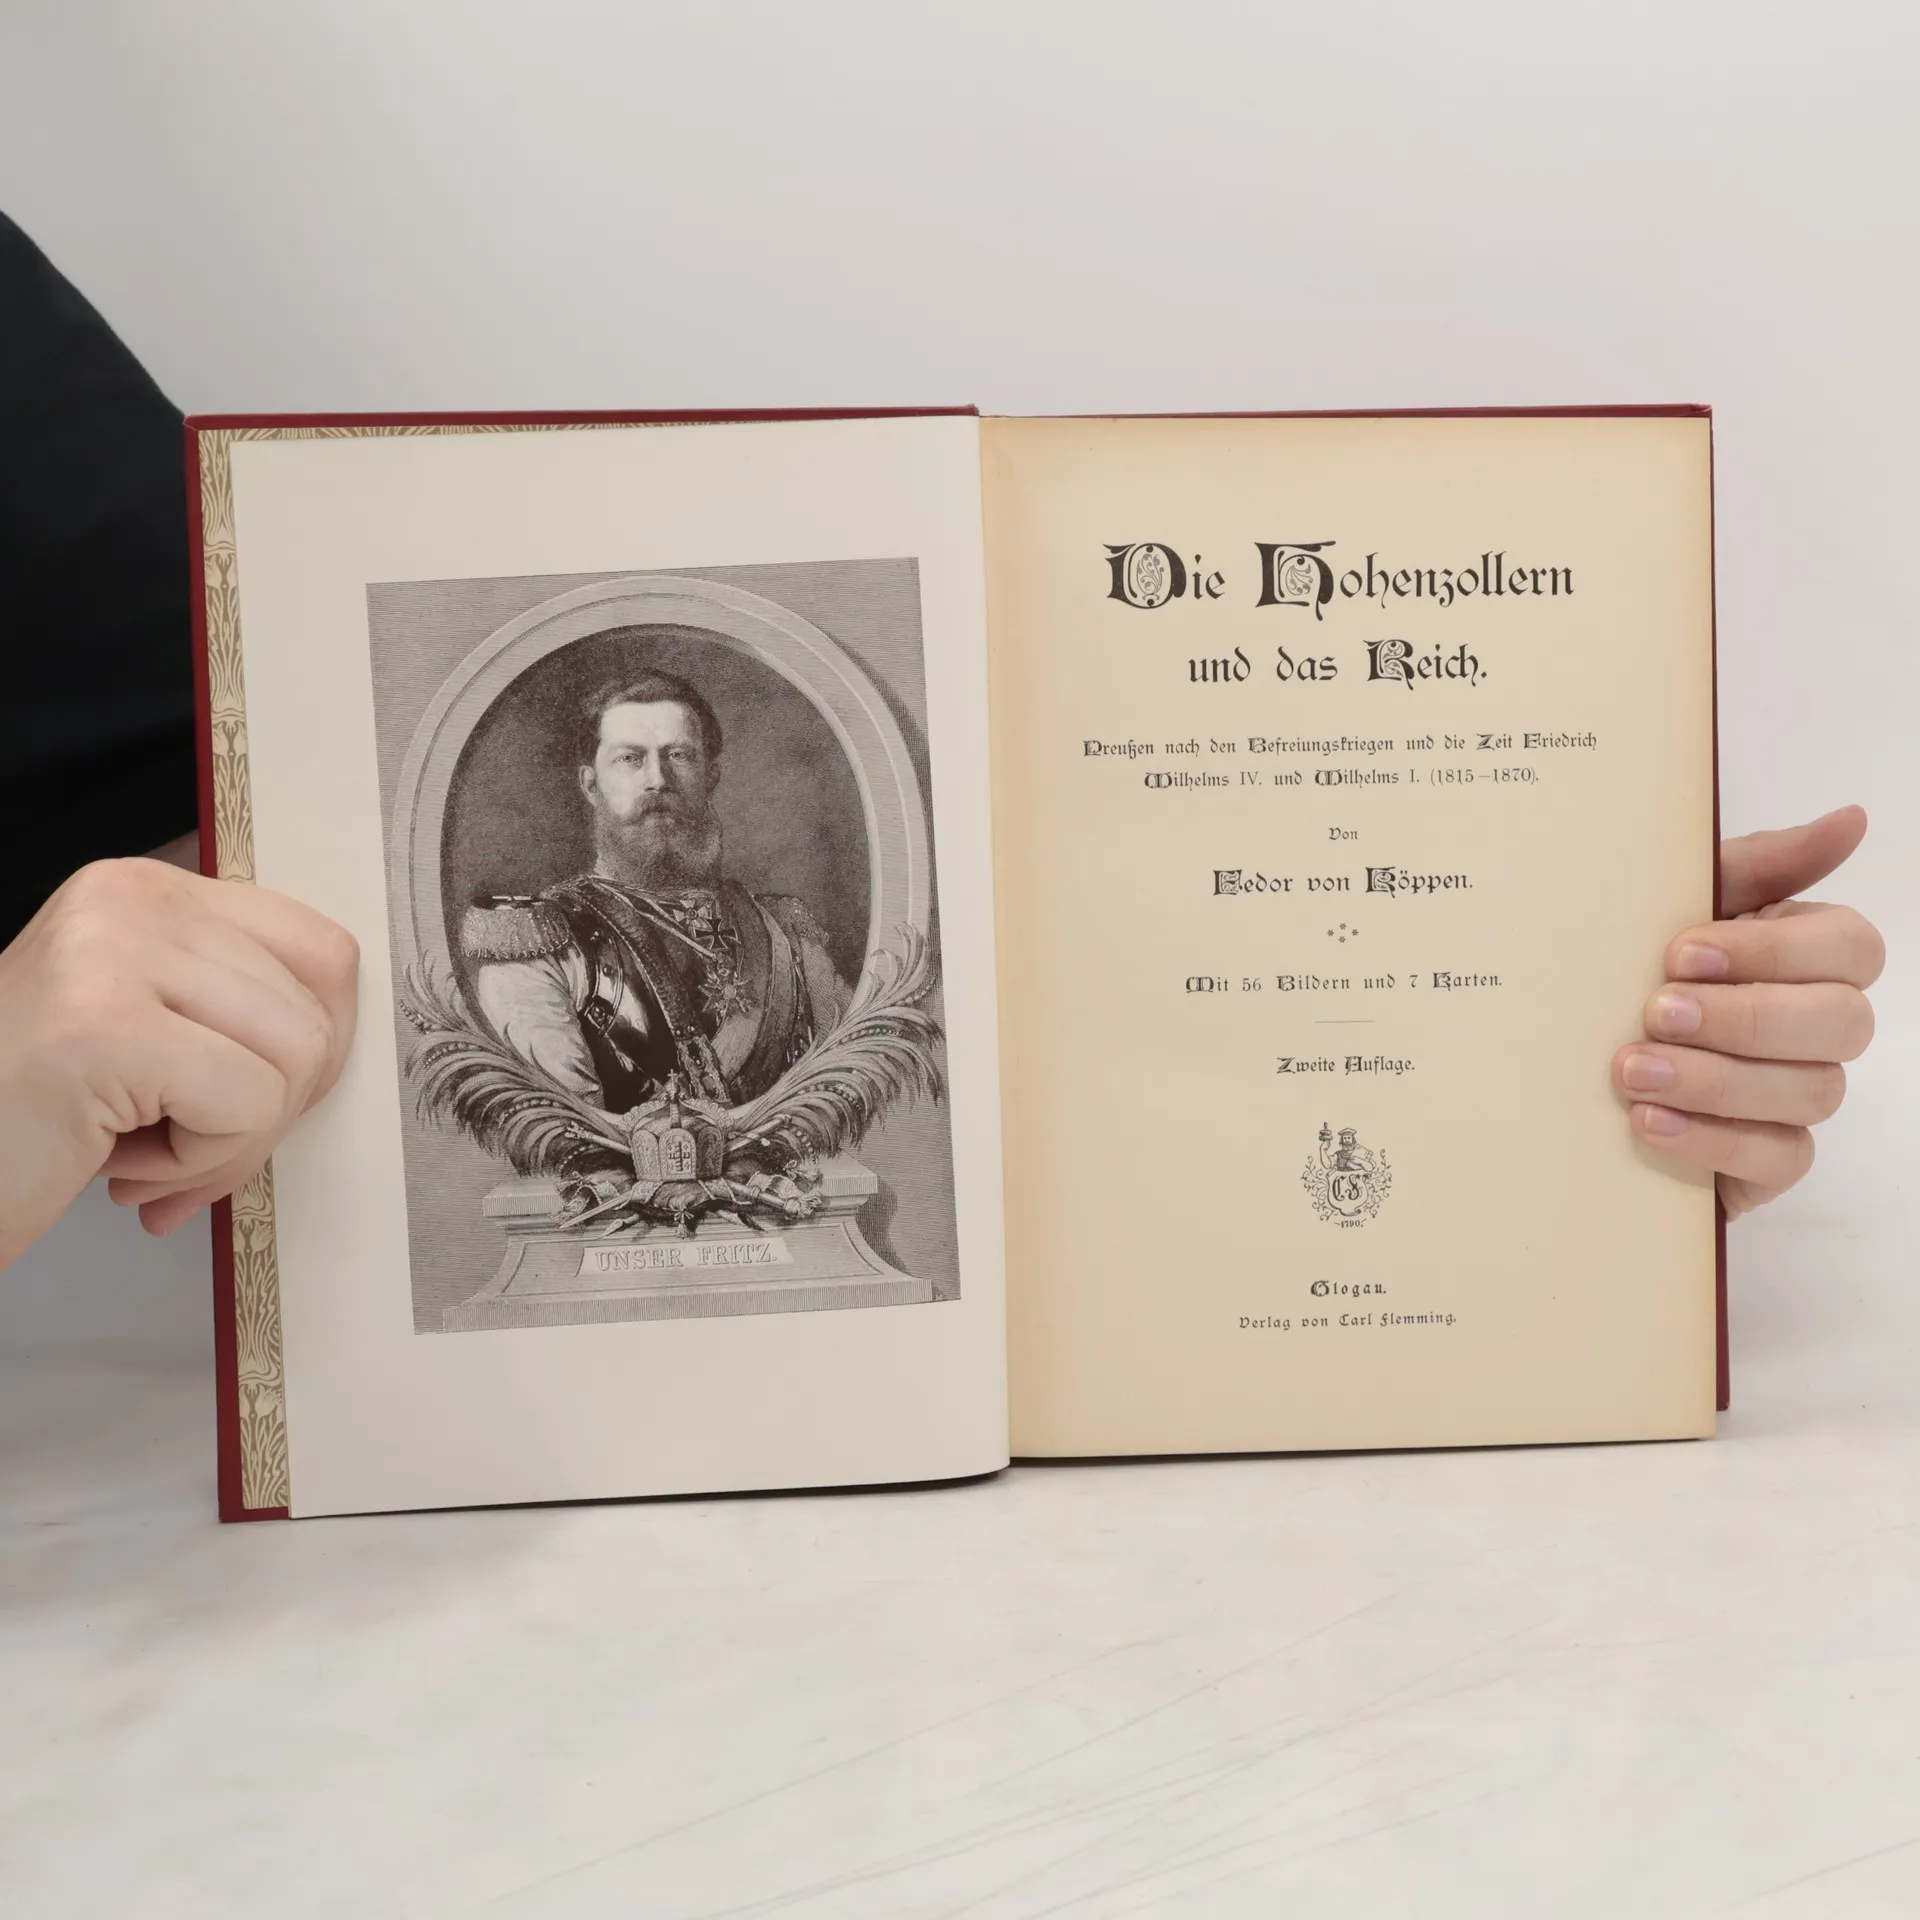 UNSER FRITZ.
Die Hohenzollern
und das Reich.
Preußen nach den Befreiungskriegen und die Zeit Friedrich
Wilhelms IV. und Wilhelms I. (1815–1870).
Von
Fedor von Köppen.
Mit 56 Bildern und 7 Karten.
Zweite Auflage.
C.F.
1790.
Glogau.
Verlag von Carl Flemming.